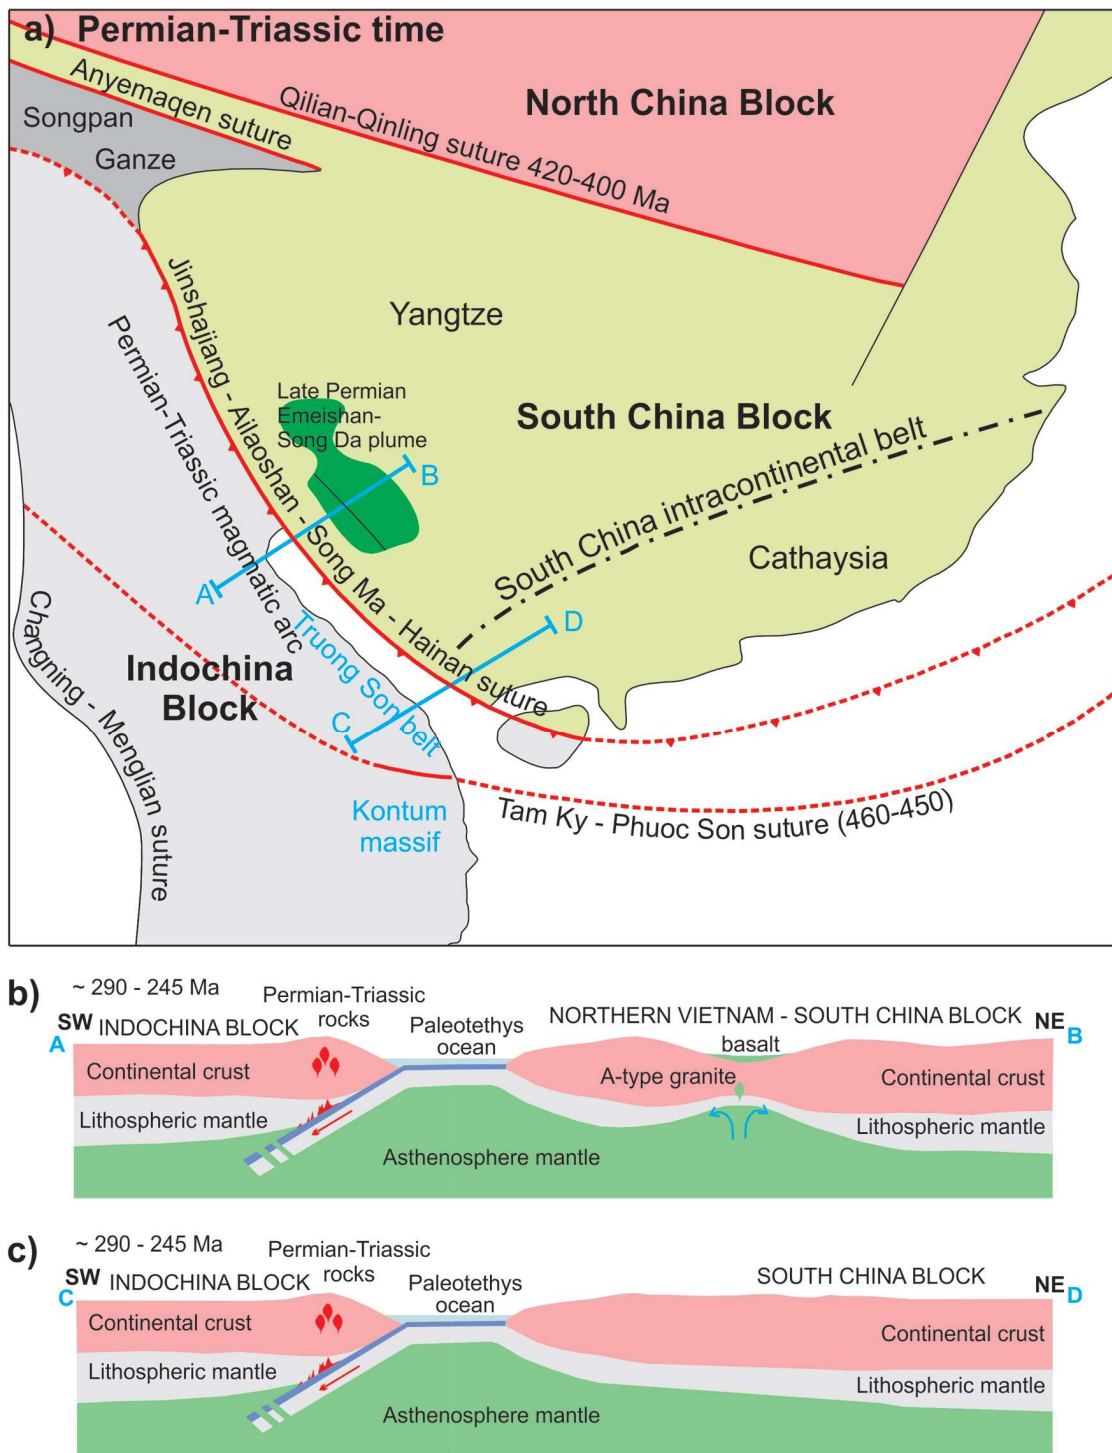 a) Permian-Triassic time
North China Block
Anyemaqen suture
Qilian-Qinling suture 420-400 Ma
Songpan
Ganze
Yangtze
Jinshajiang - Ailaoshan - Song Ma - Hainan suture
Permian-Triassic magmatic arc
Late Permian
Emeishan-
Song Da plume
South China Block
B
South China intracontinental belt
Cathaysia
A
D
Truong Son belt
Indochina
Block
C
Changning - Menglian suture
Kontum
massif
Tam Ky - Phuoc Son suture (460-450)
b) ~ 290 - 245 Ma
Permian-Triassic
rocks
SW INDOCHINA BLOCK
A
Paleotethys
ocean
NORTHERN VIETNAM - SOUTH CHINA BLOCK NE
B
basalt
Continental crust
A-type granite
Continental crust
Lithospheric mantle
Lithospheric mantle
Asthenosphere mantle
c) ~ 290 - 245 Ma
Permian-Triassic
rocks
SW INDOCHINA BLOCK
C
Paleotethys
ocean
SOUTH CHINA BLOCK NE
D
Continental crust
Continental crust
Lithospheric mantle
Lithospheric mantle
Asthenosphere mantle